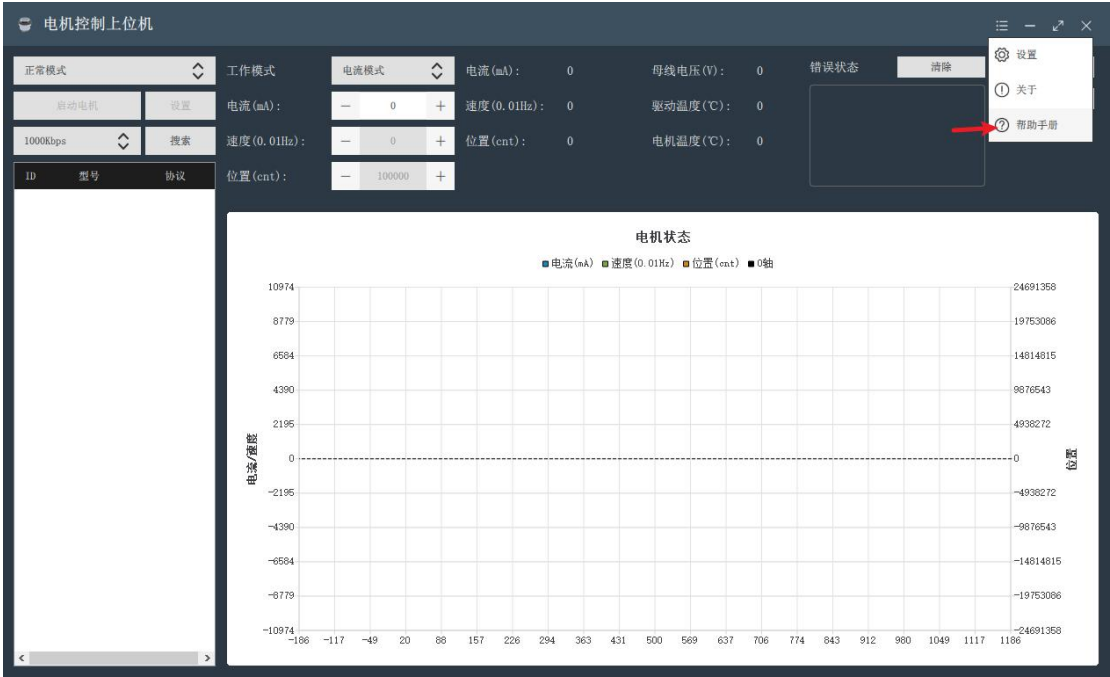 电机控制上位机
正常模式
启动电机 设置
1000Kbps 搜索
ID 型号 协议
工作模式 电流模式
电流(mA): 0
速度(0.01Hz): 0
位置(cnt): 100000
电流(mA): 0
速度(0.01Hz): 0
位置(cnt): 0
母线电压(V): 0
驱动温度(℃): 0
电机温度(℃): 0
错误状态 清除
设置
关于
帮助手册
电机状态
电流(mA) 速度(0.01Hz) 位置(cnt) 0轴
电流/速度
10974
8779
6584
4390
2195
0
-2195
-4390
-6584
-8779
-10974
24691358
19753086
14814815
9876543
4938272
0
-4938272
-9876543
-14814815
-19753086
-24691358
位置
-186 -117 -49 20 88 157 226 294 363 431 500 569 637 706 774 843 912 980 1049 1117 1186